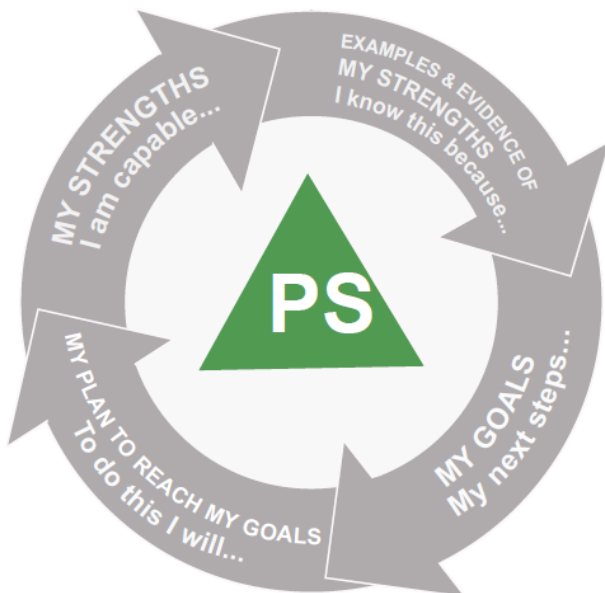 MY STRENGTHS
I am capable...
EXAMPLES & EVIDENCE OF
MY STRENGTHS
I know this because...
MY GOALS
My next steps...
MY PLAN TO REACH MY GOALS
To do this I will...
PS